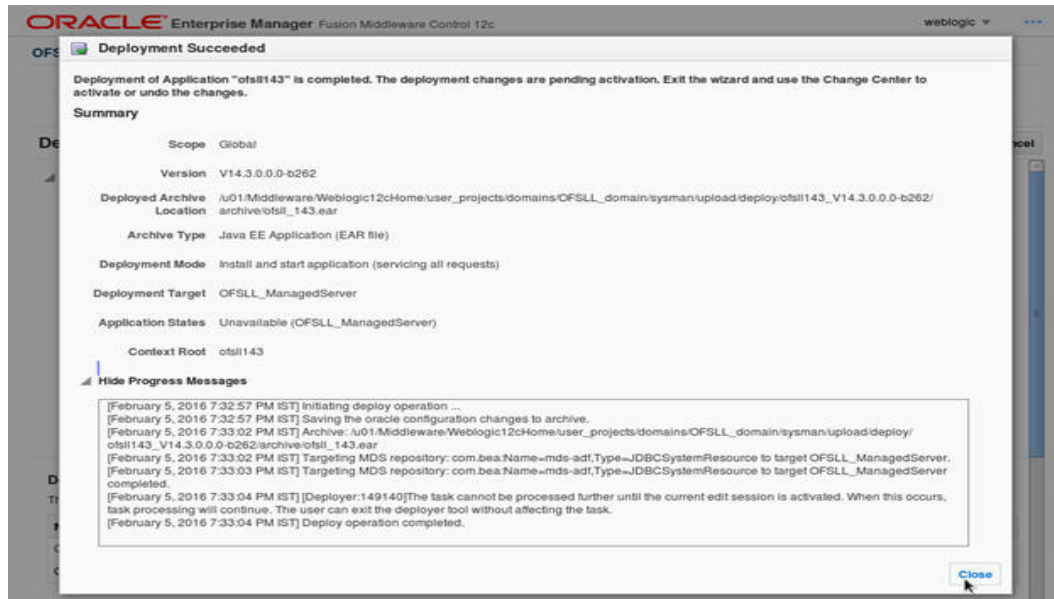 ORACLE Enterprise Manager Fusion Middleware Control 12c
weblogic
OFS
Deployment Succeeded
Deployment of Application "ofsll143" is completed. The deployment changes are pending activation. Exit the wizard and use the Change Center to
activate or undo the changes.
Summary
De
ncel
Scope Global
Version V14.3.0.0.0-b262
Deployed Archive Location /u01/Middleware/Weblogic12cHome/user_projects/domains/OFSLL_domain/sysman/upload/deploy/ofsll143_V14.3.0.0.0-b262/
archive/ofsll_143.ear
Archive Type Java EE Application (EAR file)
Deployment Mode Install and start application (servicing all requests)
Deployment Target OFSLL_ManagedServer
Application States Unavailable (OFSLL_ManagedServer)
Context Root ofsll143
Hide Progress Messages
[February 5, 2016 7:32:57 PM IST] Initiating deploy operation ...
[February 5, 2016 7:32:57 PM IST] Saving the oracle configuration changes to archive.
[February 5, 2016 7:33:02 PM IST] Archive: /u01/Middleware/Weblogic12cHome/user_projects/domains/OFSLL_domain/sysman/upload/deploy/
ofsll143_V14.3.0.0.0-b262/archive/ofsll_143.ear
[February 5, 2016 7:33:02 PM IST] Targeting MDS repository: com.bea:Name=mds-adf,Type=JDBCSystemResource to target OFSLL_ManagedServer.
[February 5, 2016 7:33:03 PM IST] Targeting MDS repository: com.bea:Name=mds-adf,Type=JDBCSystemResource to target OFSLL_ManagedServer
completed.
[February 5, 2016 7:33:04 PM IST] [Deployer:149140]The task cannot be processed further until the current edit session is activated. When this occurs,
task processing will continue. The user can exit the deployer tool without affecting the task.
[February 5, 2016 7:33:04 PM IST] Deploy operation completed.
D
Th
Close